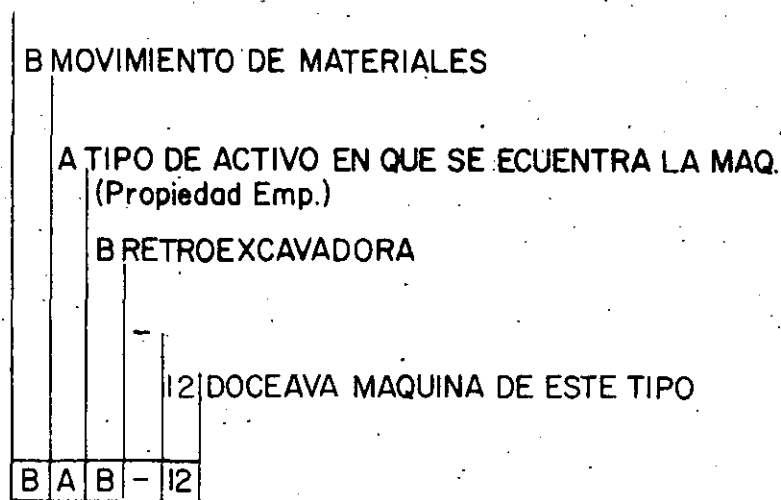 B MOVIMIENTO DE MATERIALES
A TIPO DE ACTIVO EN QUE SE ECUENTRA LA MAQ.
(Propiedad Emp.)
B RETROEXCAVADORA
-
12 DOCEAVA MAQUINA DE ESTE TIPO
B A B - 12